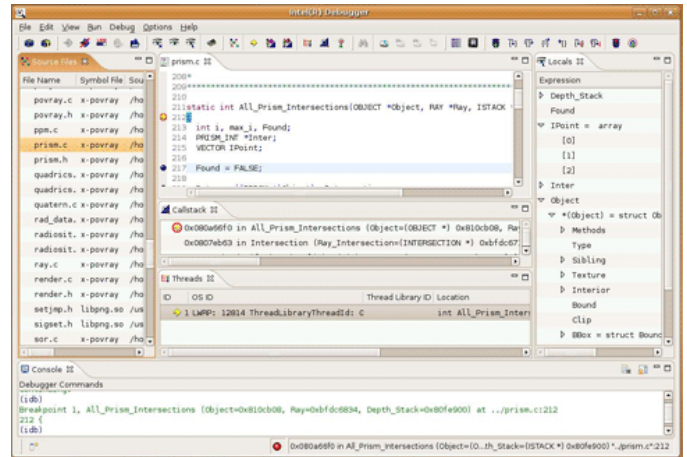 Intel(R) Debugger
File Edit View Run Debug Options Help
Source Files
File Name Symbol File Sou
povray.c x-povray /ho
povray.h x-povray /ho
ppm.c x-povray /ho
prism.c x-povray /ho
prism.h x-povray /ho
quadrics. x-povray /ho
quadrics. x-povray /ho
quatern.c x-povray /ho
rad_data. x-povray /ho
radiosit. x-povray /ho
radiosit. x-povray /ho
ray.c x-povray /ho
render.c x-povray /ho
render.h x-povray /ho
setjmp.h libpng.so /us
sigset.h libpng.so /us
sor.c x-povray /ho
prism.c
208*
209*****
210
211static int All_Prism_Intersections(OBJECT *Object, RAY *Ray, ISTACK *
212{
213 int i, max_i, Found;
214 PRISM_INT *Inter;
215 VECTOR IPoint;
216
217 Found = FALSE;
218
Callstack
0x080a66f0 in All_Prism_Intersections (Object=(OBJECT *) 0x810cb08, Ra
0x0807eb63 in Intersection (Ray_Intersection=(INTERSECTION *) 0xbfdc67
Threads
ID OS ID Thread Library ID Location
1 LWRP: 12014 ThreadLibraryThreadId: C int All_Prism_Inters
Locals
Expression
Depth_Stack
Found
IPoint = array
[0]
[1]
[2]
Inter
Object
*(Object) = struct Ob
Methods
Type
Sibling
Texture
Interior
Bound
Clip
BBox = struct Bound
Console
Debugger Commands
(idb)
Breakpoint 1, All_Prism_Intersections (Object=0x810cb08, Ray=0xbfdc6834, Depth_Stack=0x80fe900) at ../prism.c:212
212 {
(idb)
0x080a66f0 in All_Prism_Intersections (Object=(O...th_Stack=(ISTACK *) 0x80fe900) "../prism.c":212